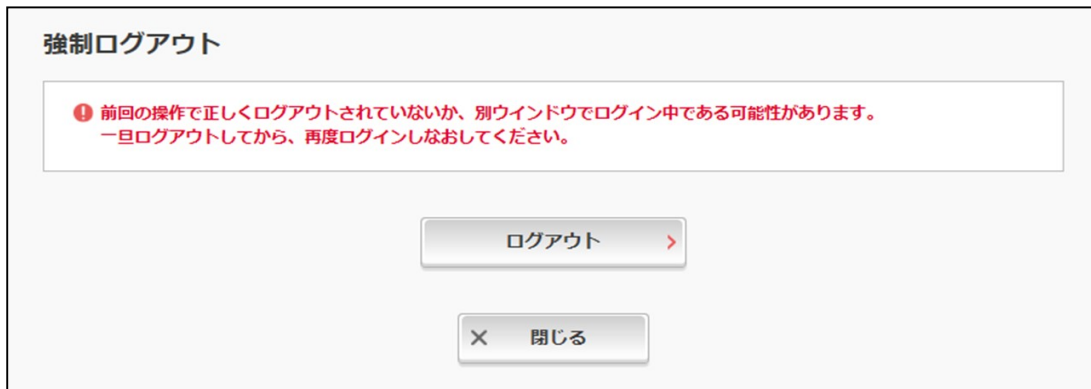 強制ログアウト
前回の操作で正しくログアウトされていないか、別ウインドウでログイン中である可能性があります。
一旦ログアウトしてから、再度ログインしなおしてください。
ログアウト
閉じる